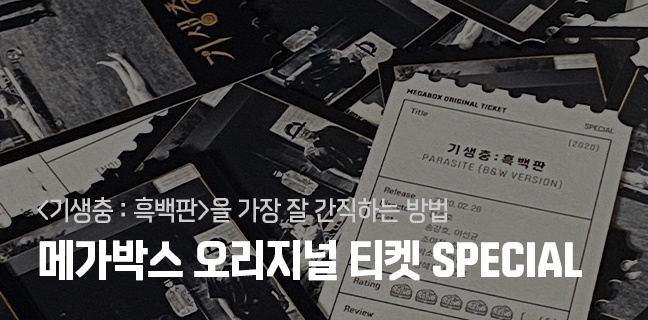 기생충
MEGABOX ORIGINAL TICKET
Title
SPECIAL
(2020)
기생충:흑백판
PARASITE (B&W VERSION)
<기생충 : 흑백판>을 가장 잘 간직하는 방법
Release
메가박스 오리지널 티켓 SPECIAL
Rating
Review